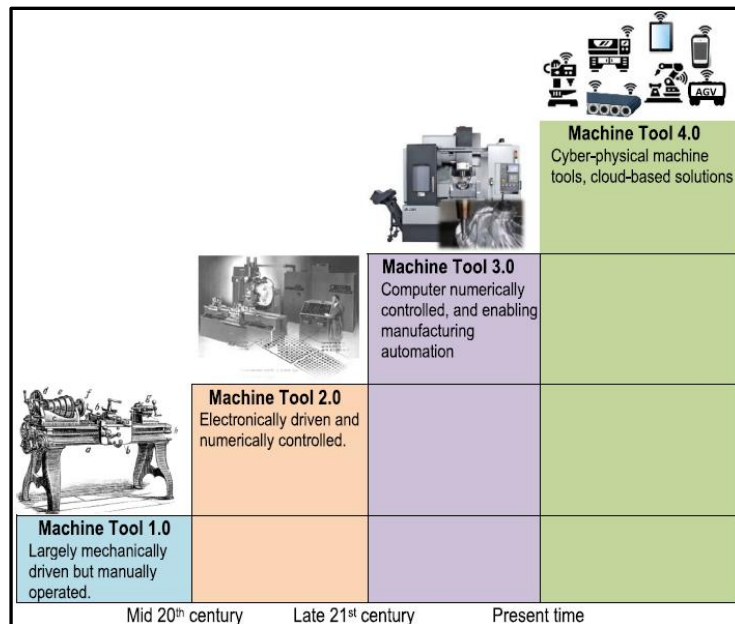 AGV
Machine Tool 4.0
Cyber-physical machine
tools, cloud-based solutions
Machine Tool 3.0
Computer numerically
controlled, and enabling
manufacturing
automation
Machine Tool 2.0
Electronically driven and
numerically controlled.
Machine Tool 1.0
Largely mechanically
driven but manually
operated.
Mid 20th century Late 21st century Present time